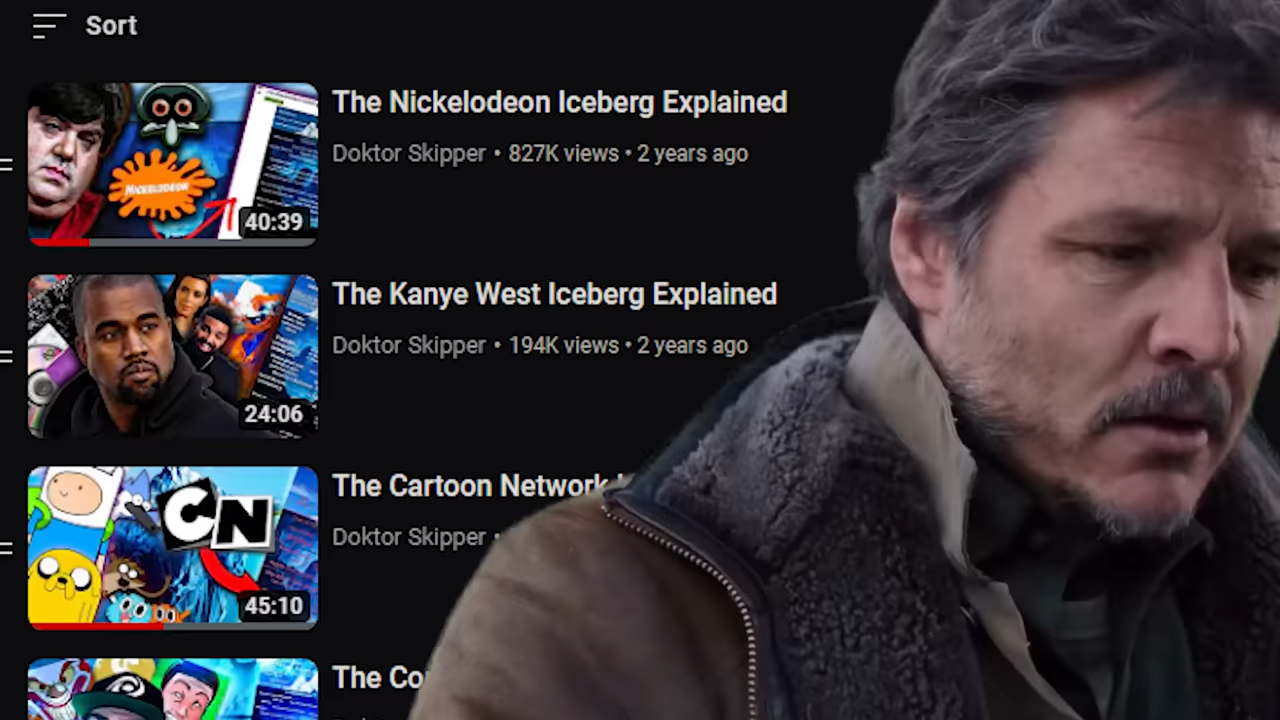 Sort
The Nickelodeon Iceberg Explained
Doktor Skipper • 827K views • 2 years ago
NICKELODEON
40:39
The Kanye West Iceberg Explained
Doktor Skipper • 194K views • 2 years ago
24:06
The Cartoon Network
Doktor Skipper •
CN
45:10
The Co